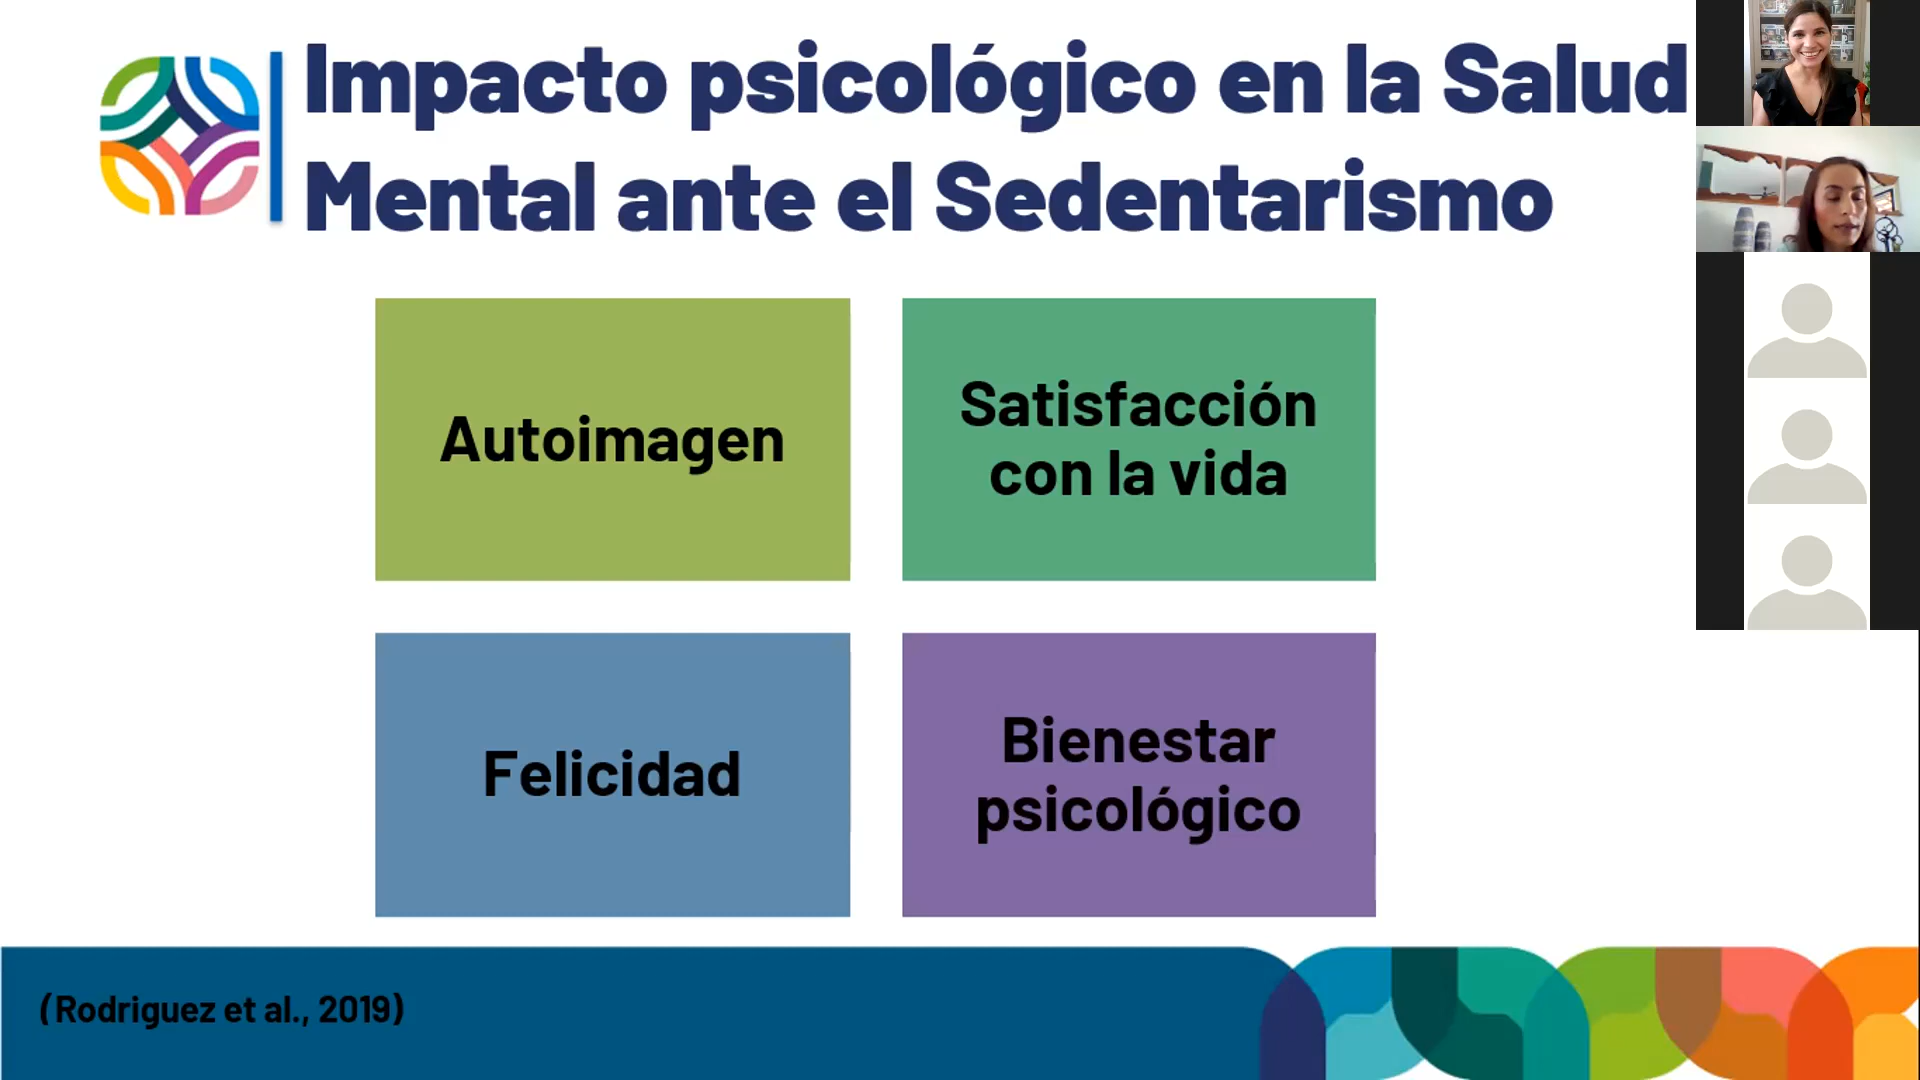 Impacto psicológico en la Salud
Mental ante el Sedentarismo
Autoimagen
Satisfacción
con la vida
Felicidad
Bienestar
psicológico
(Rodriguez et al., 2019)